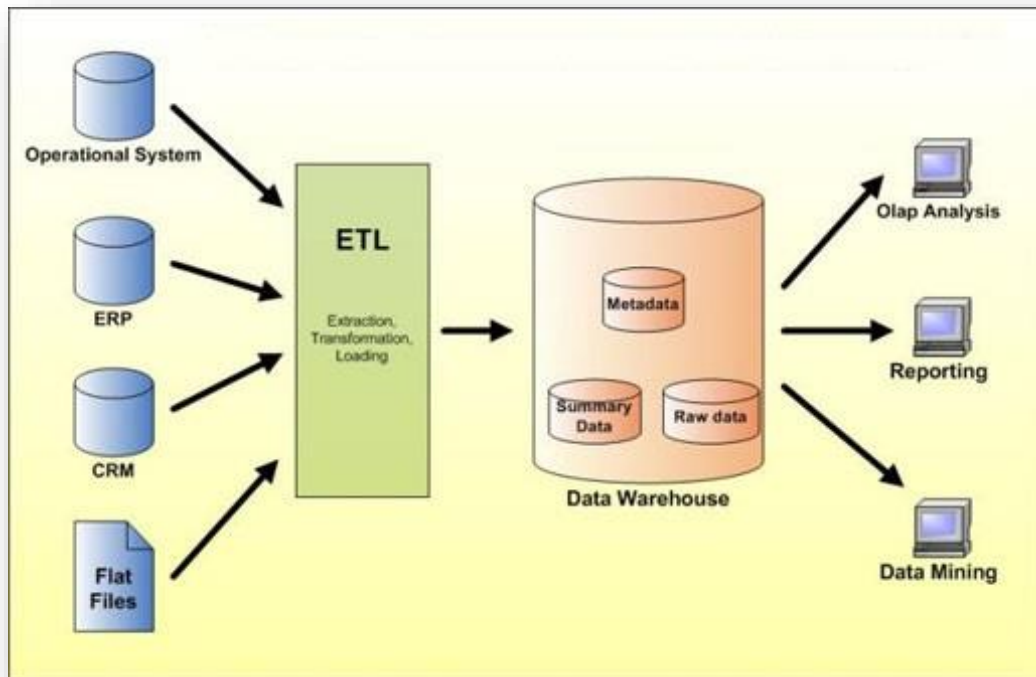 Operational System
ERP
CRM
Flat
Files
ETL
Extraction,
Transformation,
Loading
Metadata
Summary
Data
Raw data
Data Warehouse
Olap Analysis
Reporting
Data Mining